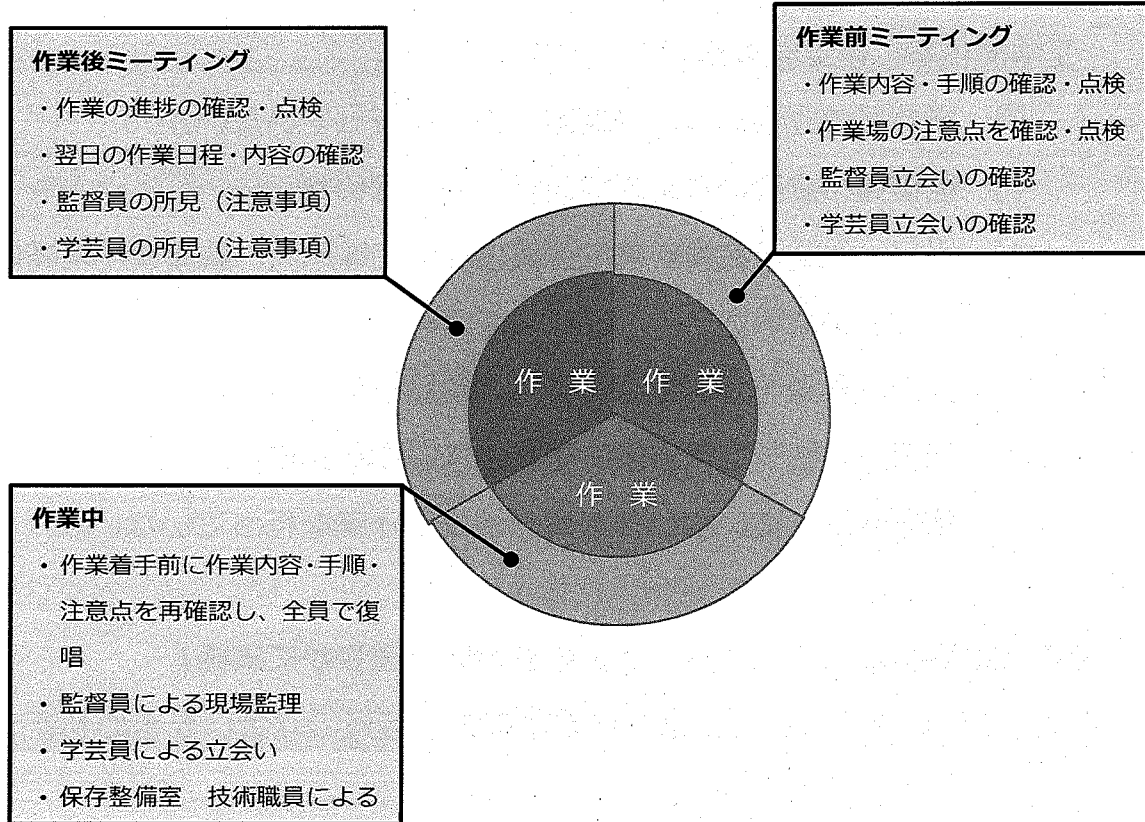 作業後ミーティング
・作業の進捗の確認・点検
・翌日の作業日程・内容の確認
・監督員の所見（注意事項）
・学芸員の所見（注意事項）
作業前ミーティング
・作業内容・手順の確認・点検
・作業場の注意点を確認・点検
・監督員立会いの確認
・学芸員立会いの確認
作　業
作　業
作　業
作業中
・ 作業着手前に作業内容・手順・
注意点を再確認し、全員で復
唱
・ 監督員による現場監理
・ 学芸員による立会い
・ 保存整備室　技術職員による